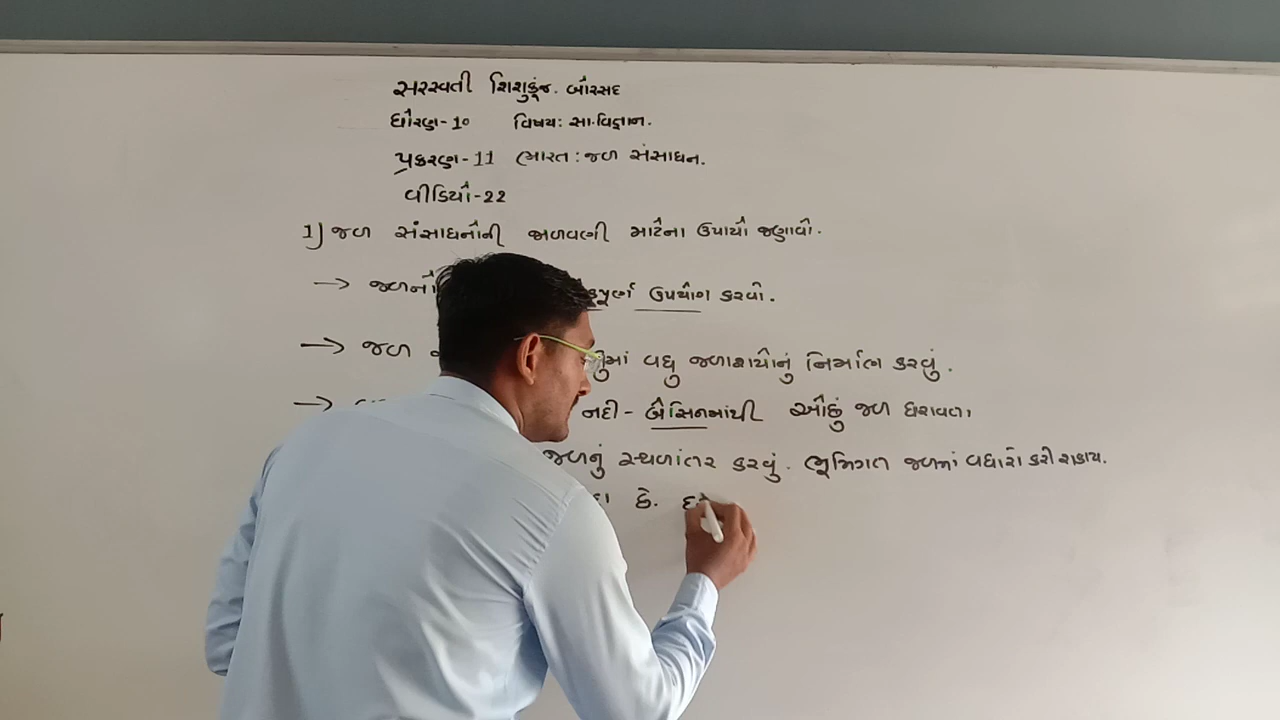 સરસ્વતી શિશુકુંજ. બોરસદ
ધોરણ-10 વિષય: સા.વિજ્ઞાન.
પ્રકરણ-11 ભારત : જળ સંસાધન.
વીડિયો-22
1) જળ સંસાધનોની જાળવણી માટેના ઉપાયો જણાવો.
→ જળનો ઉપયોગ કરવો.
→ જળ વધુ જળાશયોનું નિર્માણ કરવું.
→ નદી - બેસિનમાંથી ઓછું જળ ધરાવતા
જળનું સ્થળાંતર કરવું. ભૂમિગત જળમાં વધારો કરી શકાય.